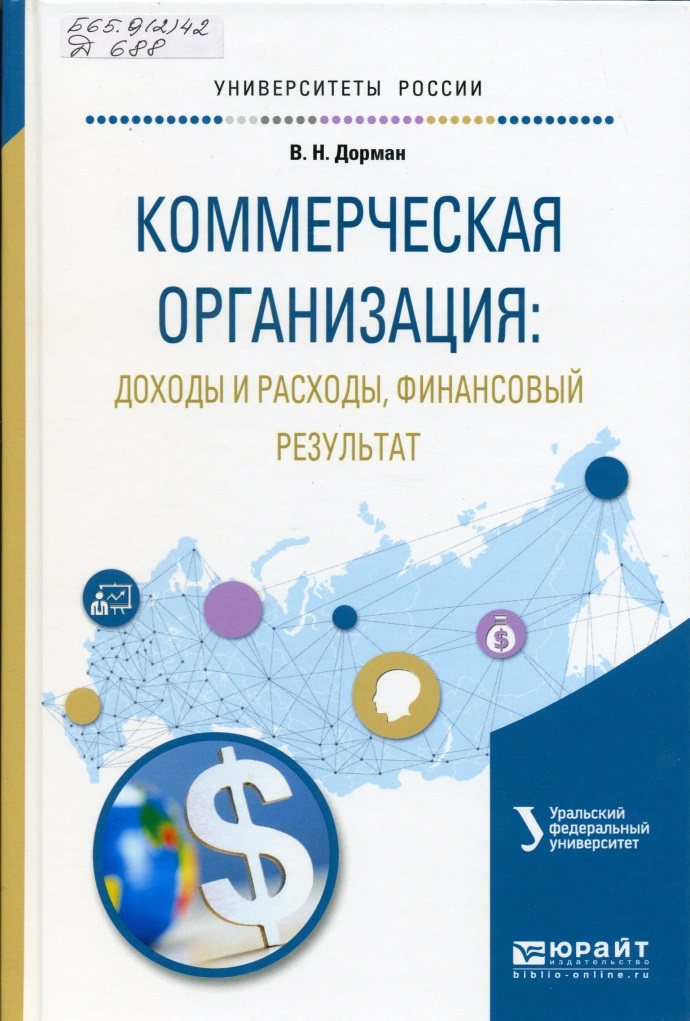 Б65.9(2)42
Д 688
УНИВЕРСИТЕТЫ РОССИИ
В. Н. Дорман
КОММЕРЧЕСКАЯ
ОРГАНИЗАЦИЯ:
ДОХОДЫ И РАСХОДЫ, ФИНАНСОВЫЙ
РЕЗУЛЬТАТ
$
$
Уральский
федеральный
университет
ЮРАЙТ
издательство
biblio-online.ru